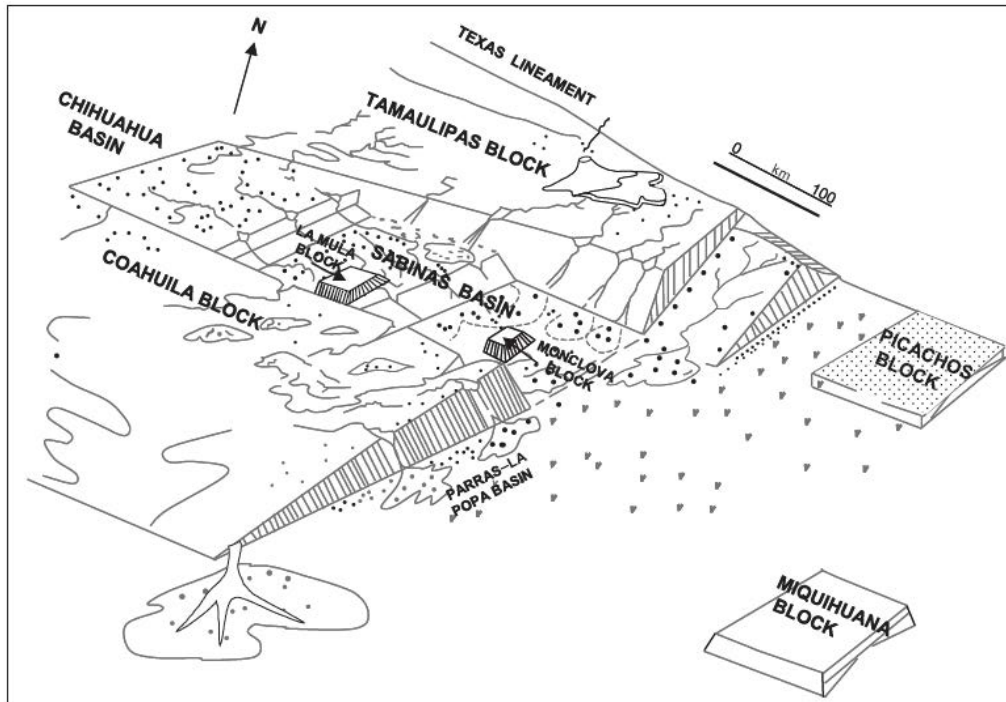 N
TEXAS LINEAMENT
CHIHUAHUA
BASIN
TAMAULIPAS BLOCK
0
km
100
LA MULA
BLOCK
SABINAS BASIN
COAHUILA BLOCK
MONCLOVA
BLOCK
PICACHOS
BLOCK
PARRAS–LA
POPA BASIN
MIQUIHUANA
BLOCK